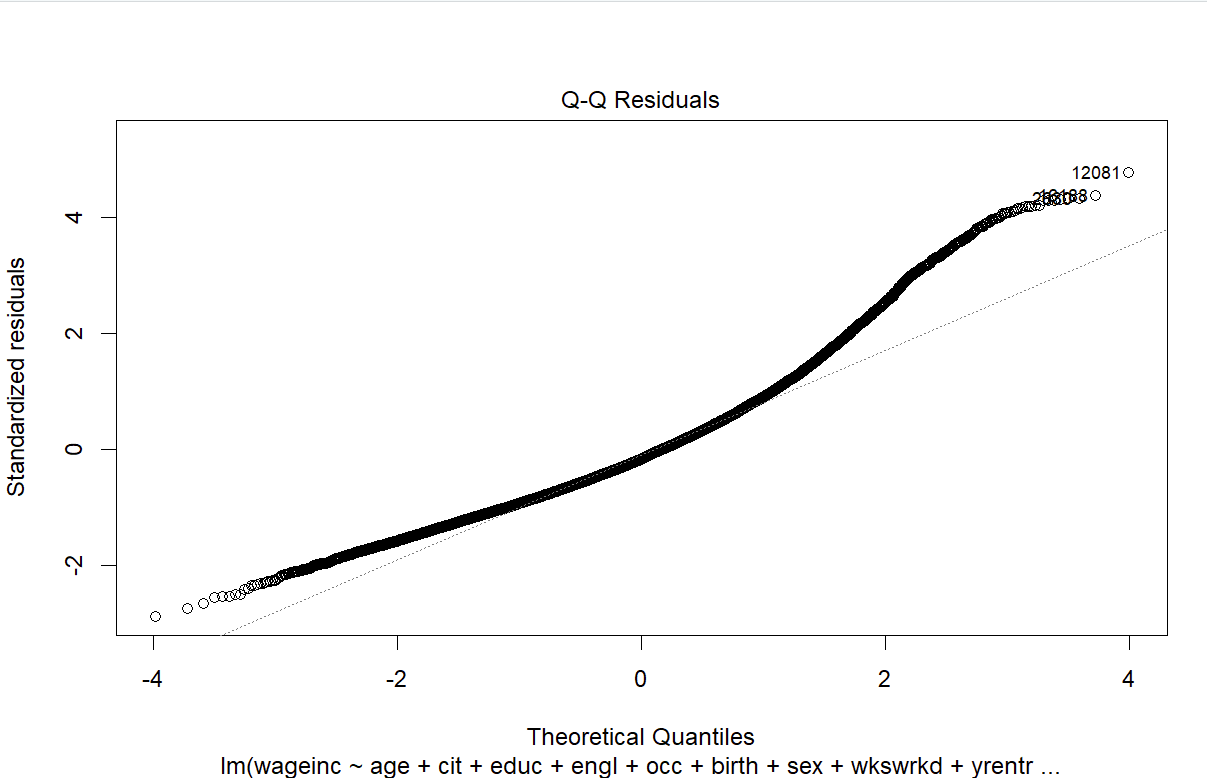 Q-Q Residuals
Standardized residuals
4
2
0
-2
12081
-4
-2
0
2
4
Theoretical Quantiles
lm(wageinc ~ age + cit + educ + engl + occ + birth + sex + wkswrkd + yrentr ...